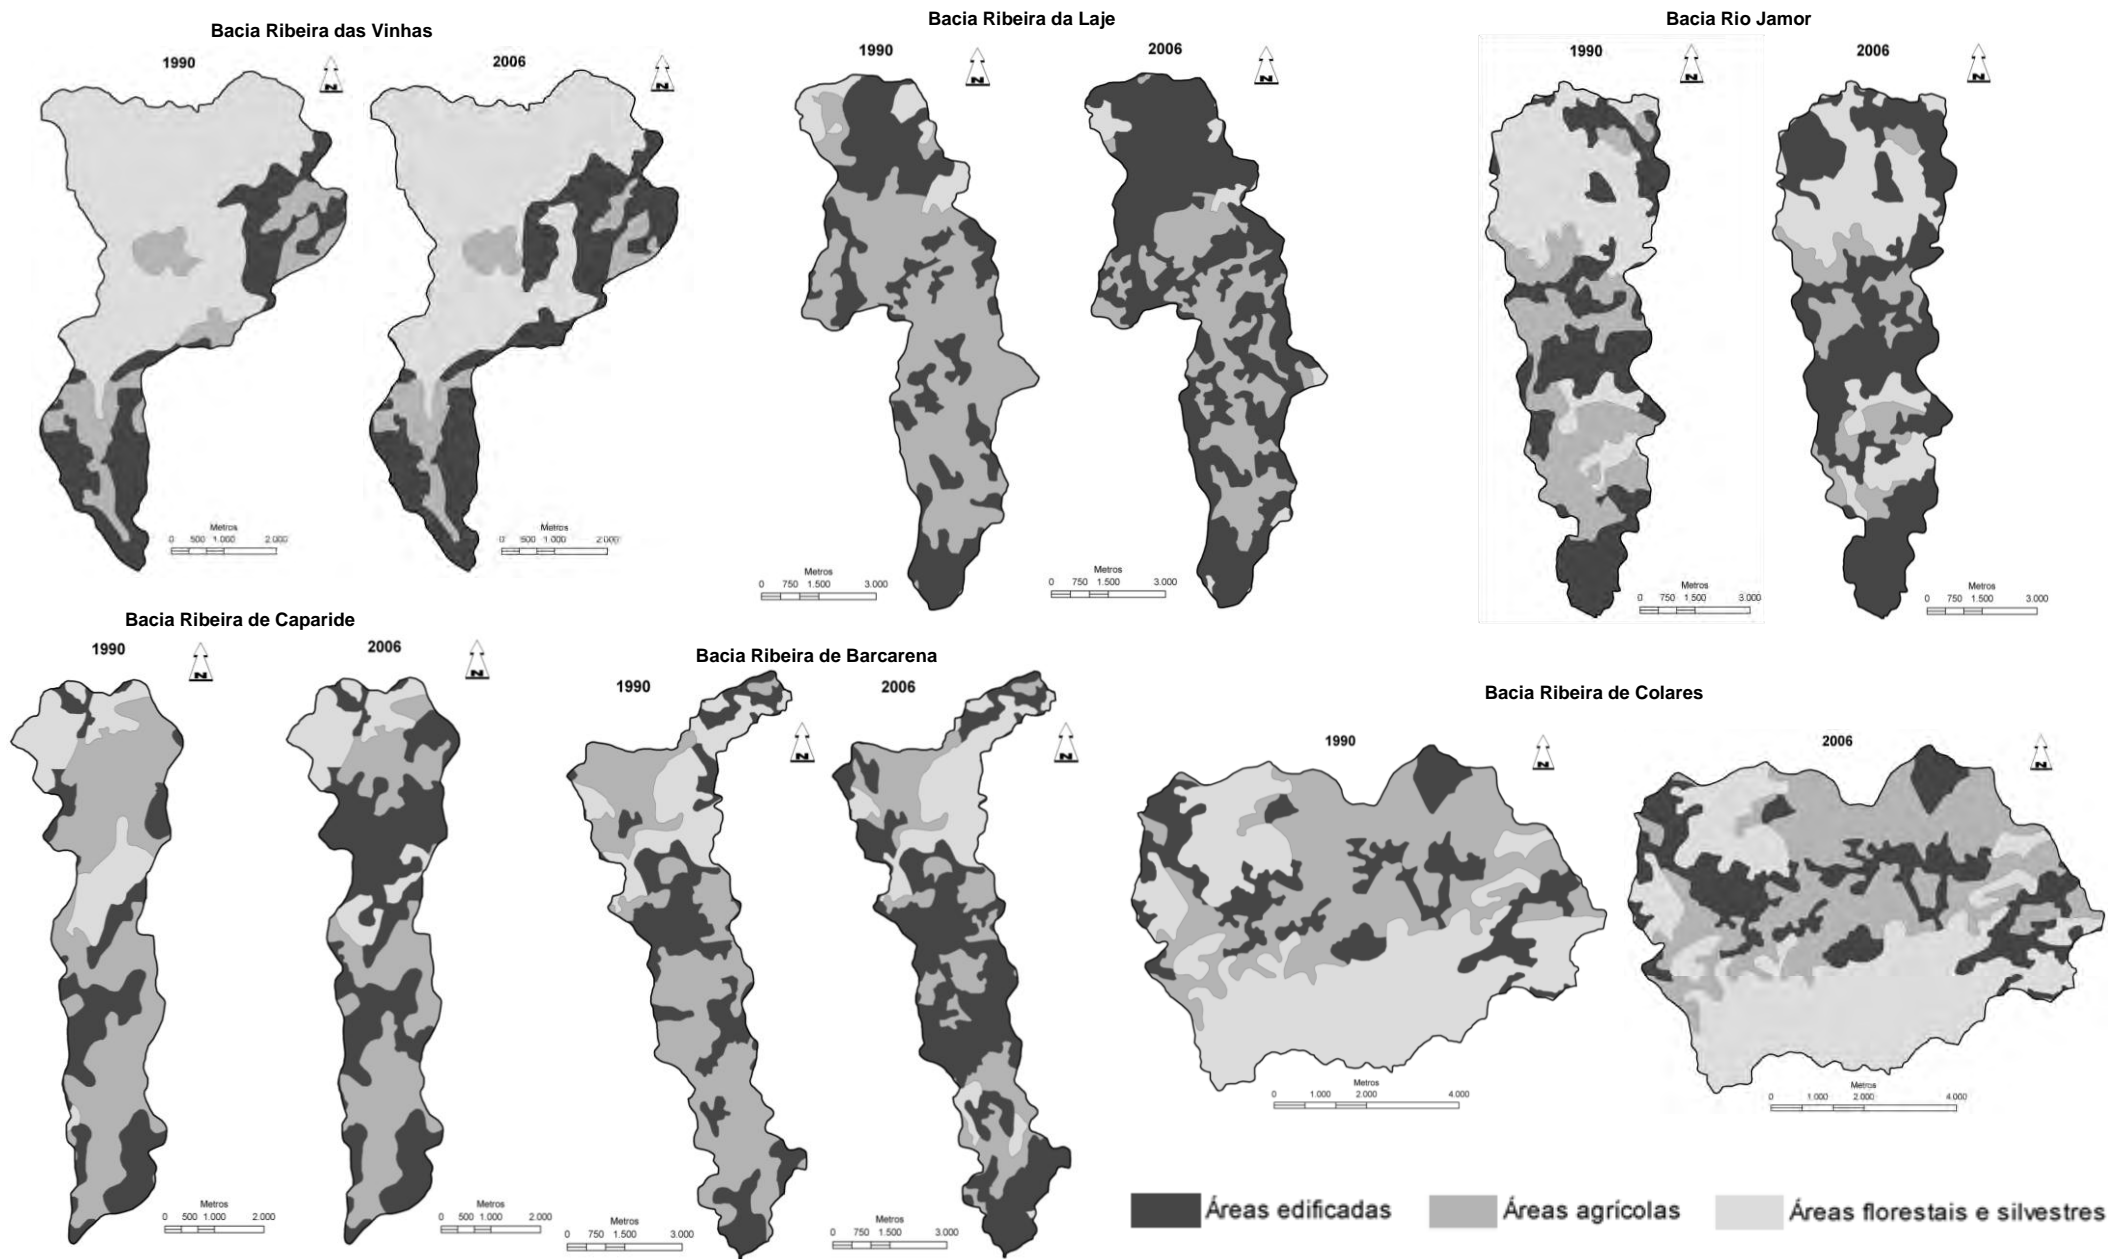 Bacia Ribeira das Vinhas
1990
N
2006
N
Metros
0 500 1.000 2.000
Metros
0 500 1.000 2.000
Bacia Ribeira da Laje
1990
N
2006
N
Metros
0 750 1.500 3.000
Metros
0 750 1.500 3.000
Bacia Rio Jamor
1990
N
2006
N
Metros
0 750 1.500 3.000
Metros
0 750 1.500 3.000
Bacia Ribeira de Caparide
1990
N
2006
N
Metros
0 500 1.000 2.000
Metros
0 500 1.000 2.000
Bacia Ribeira de Barcarena
1990
N
2006
N
Metros
0 750 1.500 3.000
Metros
0 750 1.500 3.000
Bacia Ribeira de Colares
1990
N
2006
N
Metros
0 1.000 2.000 4.000
Metros
0 1.000 2.000 4.000
Áreas edificadas
Áreas agrícolas
Áreas florestais e silvestres